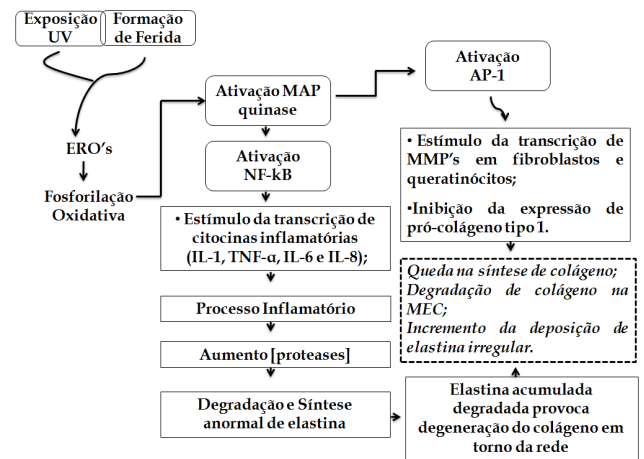 Exposição
UV
Formação
de Ferida
ERO's
Fosforilação
Oxidativa
Ativação MAP
quinase
Ativação
NF-kB
• Estímulo da transcrição de
citocinas inflamatórias
(IL-1, TNF-α, IL-6 e IL-8);
Processo Inflamatório
Aumento [proteases]
Degradação e Síntese
anormal de elastina
Ativação
AP-1
• Estímulo da transcrição de
MMP's em fibroblastos e
queratinócitos;
•Inibição da expressão de
pró-colágeno tipo 1.
Queda na síntese de colágeno;
Degradação de colágeno na
MEC;
Incremento da deposição de
elastina irregular.
Elastina acumulada
degradada provoca
degeneração do colágeno em
torno da rede